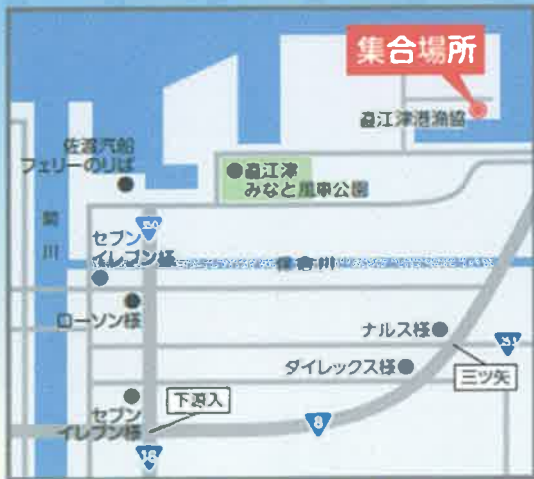 集合場所
直江津港漁協
佐渡汽船
フェリーのりば
直江津
みなと風車公園
関川
350
セブン
イレブン様
保倉川
ローソン様
ナルス様
253
ダイレックス様
三ツ矢
下源入
セブン
イレブン様
8
18